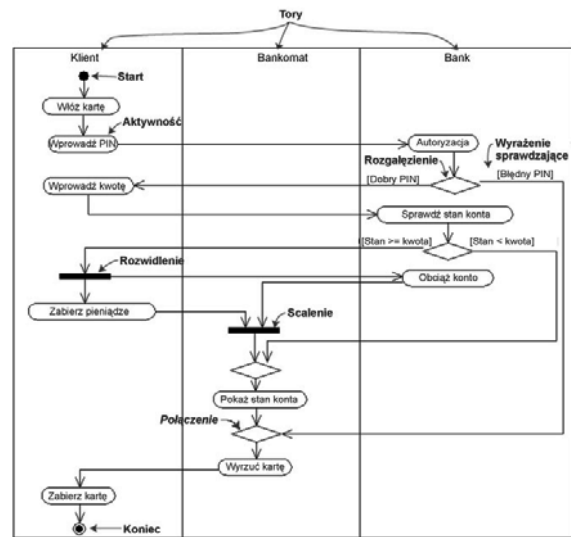 Tory
Klient
Bankomat
Bank
Start
Włóż kartę
Aktywność
Wprowadź PIN
Autoryzacja
Wyrażenie
sprawdzające
Rozgałęzienie
[Dobry PIN]
[Błędny PIN]
Wprowadź kwotę
Sprawdź stan konta
[Stan >= kwota]
[Stan < kwota]
Rozwidlenie
Obciąż konto
Zabierz pieniądze
Scalenie
Pokaż stan konta
Połączenie
Wyrzuć kartę
Zabierz kartę
Koniec